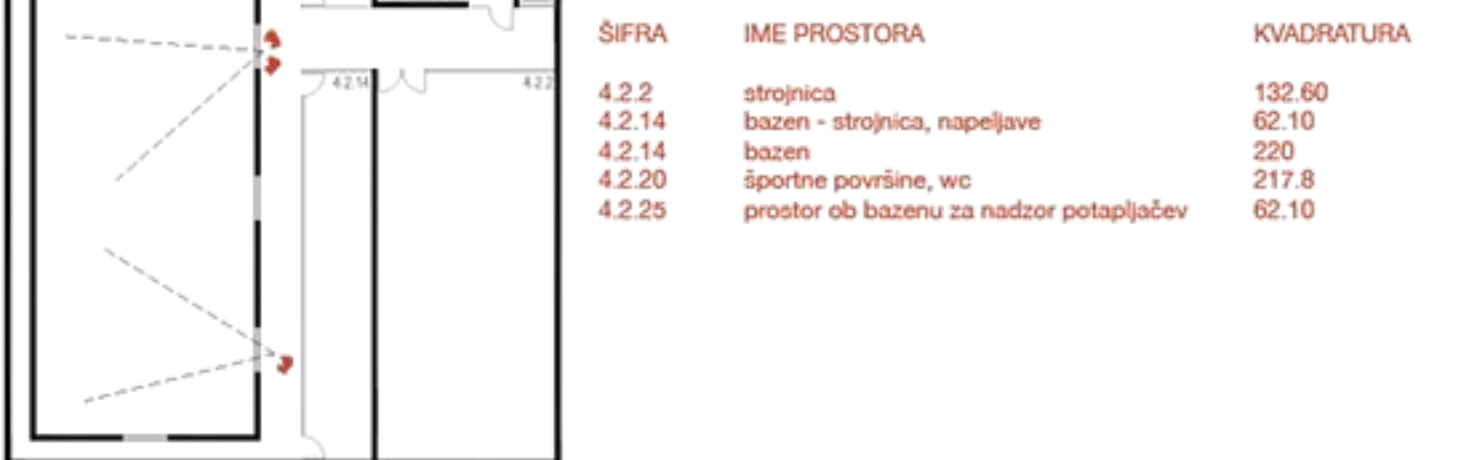 ŠIFRA IME PROSTORA KVADRATURA
4.2.2 strojnica 132.60
4.2.14 bazen - strojnica, napeljave 62.10
4.2.14 bazen 220
4.2.20 športne površine, wc 217.8
4.2.25 prostor ob bazenu za nadzor potapljačev 62.10
4.2.14 4.2.2